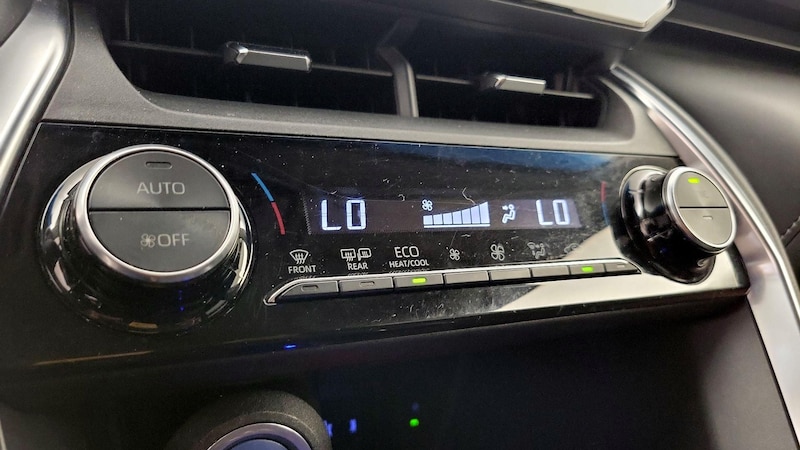 AUTO
OFF
LO
LO
FRONT
REAR
ECO
HEAT/COOL